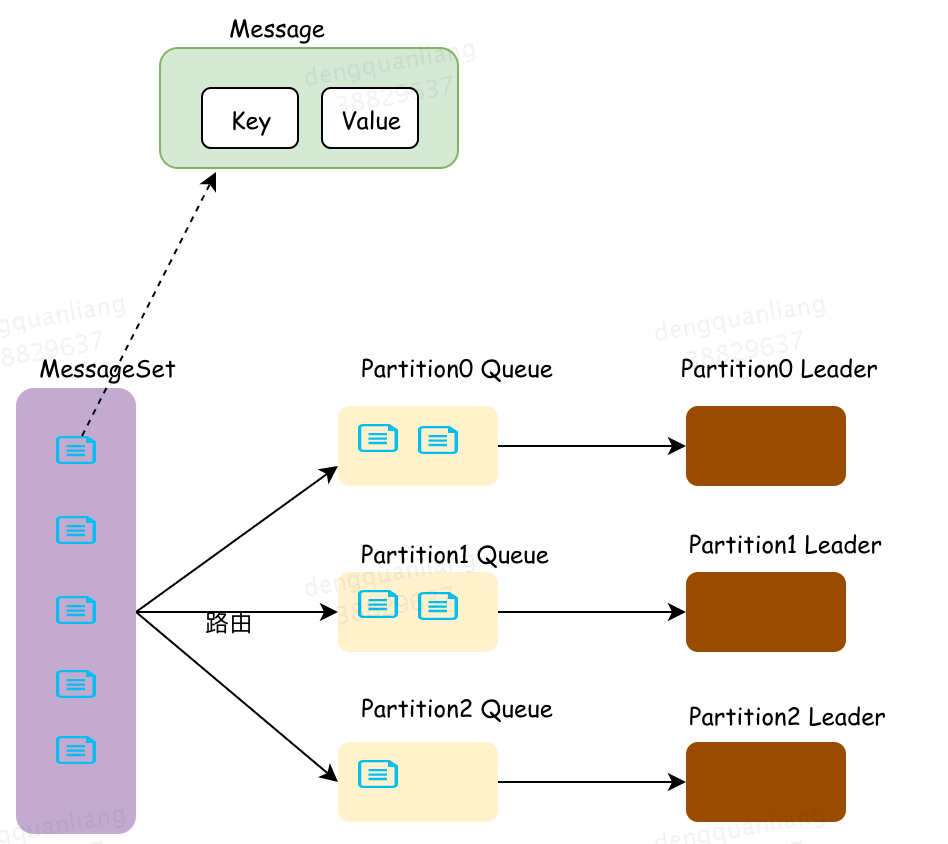 Message
Key
Value
dengquanliang
38829637
dengquanliang
38829637
dengquanliang
38829637
MessageSet
Partition0 Queue
Partition0 Leader
Partition1 Queue
Partition1 Leader
dengquanliang
38829637
路由
Partition2 Queue
Partition2 Leader
dengquanliang
dengquanliang